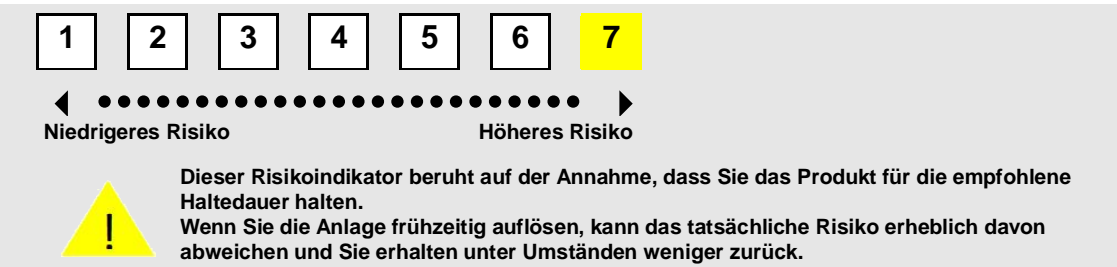 1 2 3 4 5 6 7
Niedrigeres Risiko Höheres Risiko
!
Dieser Risikoindikator beruht auf der Annahme, dass Sie das Produkt für die empfohlene
Haltedauer halten.
Wenn Sie die Anlage frühzeitig auflösen, kann das tatsächliche Risiko erheblich davon
abweichen und Sie erhalten unter Umständen weniger zurück.